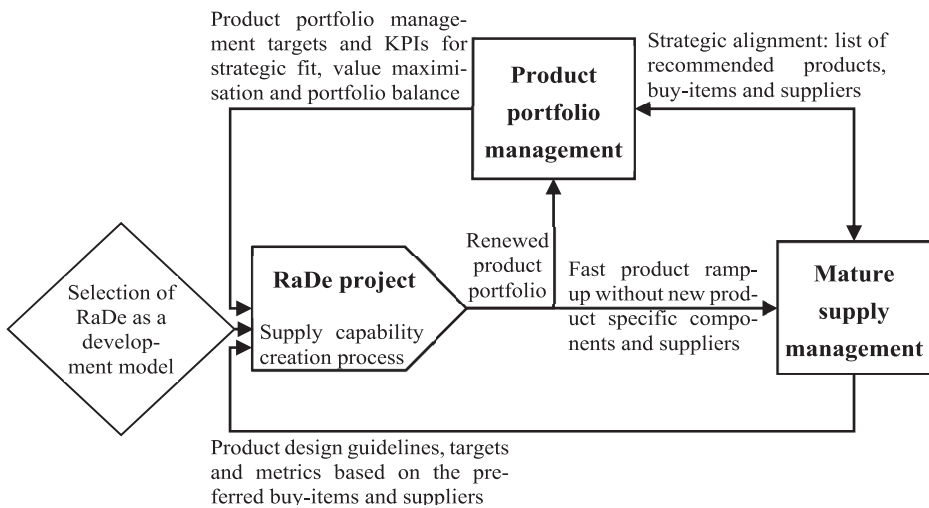 Product portfolio manage-
ment targets and KPIs for
strategic fit, value maximi-
sation and portfolio balance
Product
portfolio
management
Strategic alignment: list of
recommended products,
buy-items and suppliers
Selection of
RaDe as a
develop-
ment model
RaDe project
Supply capability
creation process
Renewed
product
portfolio
Fast product ramp-
up without new prod-
uct specific compo-
nents and suppliers
Mature
supply
management
Product design guidelines, targets
and metrics based on the pre-
ferred buy-items and suppliers